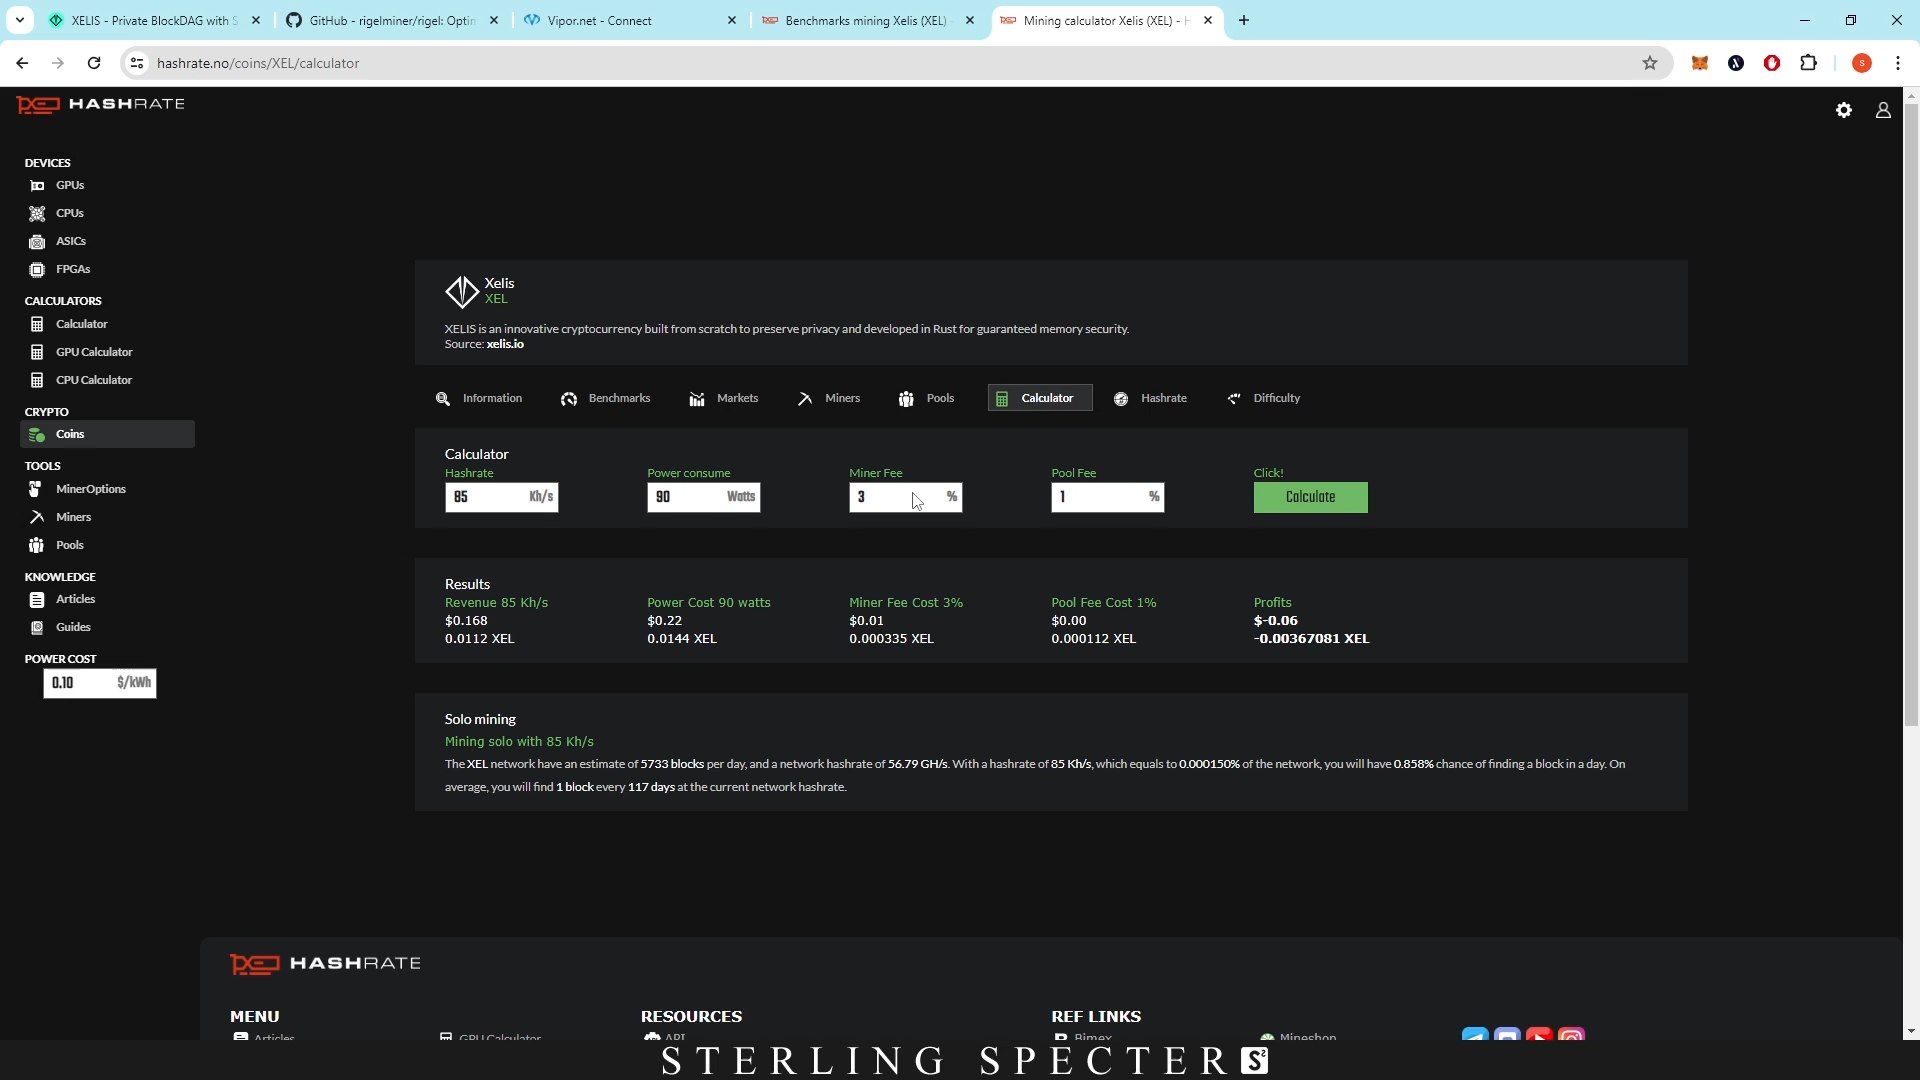 XELIS - Private BlockDAG with S
GitHub - rigelminer/rigel: Optim
Vipor.net - Connect
Benchmarks mining Xelis (XEL)
Mining calculator Xelis (XEL) - H
hashrate.no/coins/XEL/calculator
S
HASHRATE
DEVICES
GPUs
CPUs
ASICs
FPGAs
CALCULATORS
Calculator
GPU Calculator
CPU Calculator
CRYPTO
Coins
TOOLS
MinerOptions
Miners
Pools
KNOWLEDGE
Articles
Guides
POWER COST
0.10 $/kWh
Xelis
XEL
XELIS is an innovative cryptocurrency built from scratch to preserve privacy and developed in Rust for guaranteed memory security.
Source: xelis.io
Information Benchmarks Markets Miners Pools Calculator Hashrate Difficulty
Calculator
Hashrate Power consume Miner Fee Pool Fee Click!
85 Kh/s 90 Watts 3 % 1 % Calculate
Results
Revenue 85 Kh/s Power Cost 90 watts Miner Fee Cost 3% Pool Fee Cost 1% Profits
$0.168 $0.22 $0.01 $0.00 $-0.06
0.0112 XEL 0.0144 XEL 0.000335 XEL 0.000112 XEL -0.00367081 XEL
Solo mining
Mining solo with 85 Kh/s
The XEL network have an estimate of 5733 blocks per day, and a network hashrate of 56.79 GH/s. With a hashrate of 85 Kh/s, which equals to 0.000150% of the network, you will have 0.858% chance of finding a block in a day. On
average, you will find 1 block every 117 days at the current network hashrate.
HASHRATE
MENU RESOURCES REF LINKS
Articles GPU Calculator API Bimex Mineshop
STERLING SPECTER S²